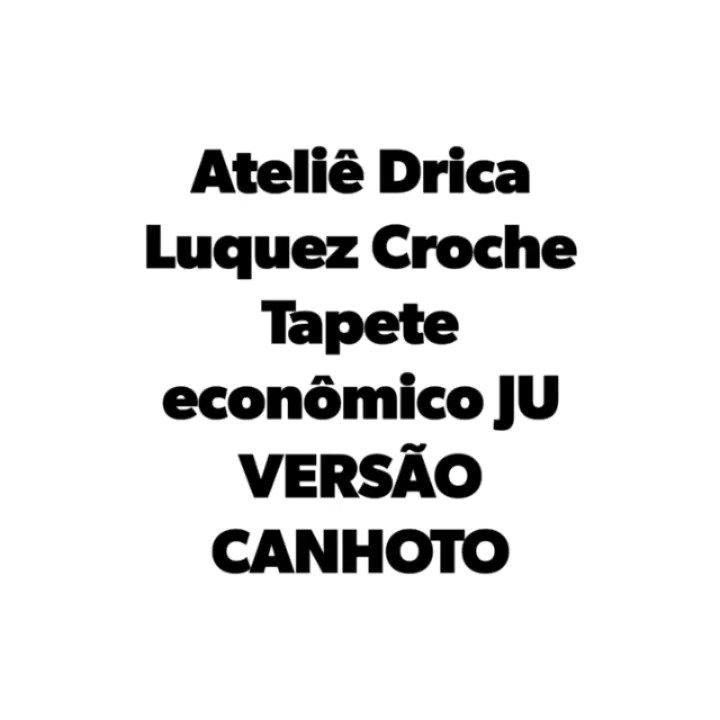 Ateliê Drica
Luquez Croche
Tapete
econômico JU
VERSÃO
CANHOTO